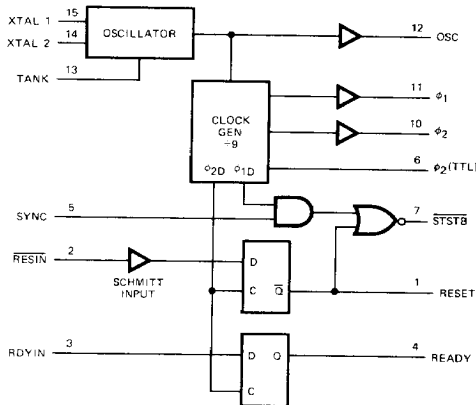 XTAL 1 15
XTAL 2 14
OSCILLATOR
12 OSC
TANK 13
CLOCK
GEN
÷9
11 ϕ1
10 ϕ2
ϕ2D ϕ1D
6 ϕ2(TTL)
SYNC 5
7 STSTB
RESIN 2
SCHMITT
INPUT
D Q
C
1 RESET
RDYIN 3
D Q
C
4 READY